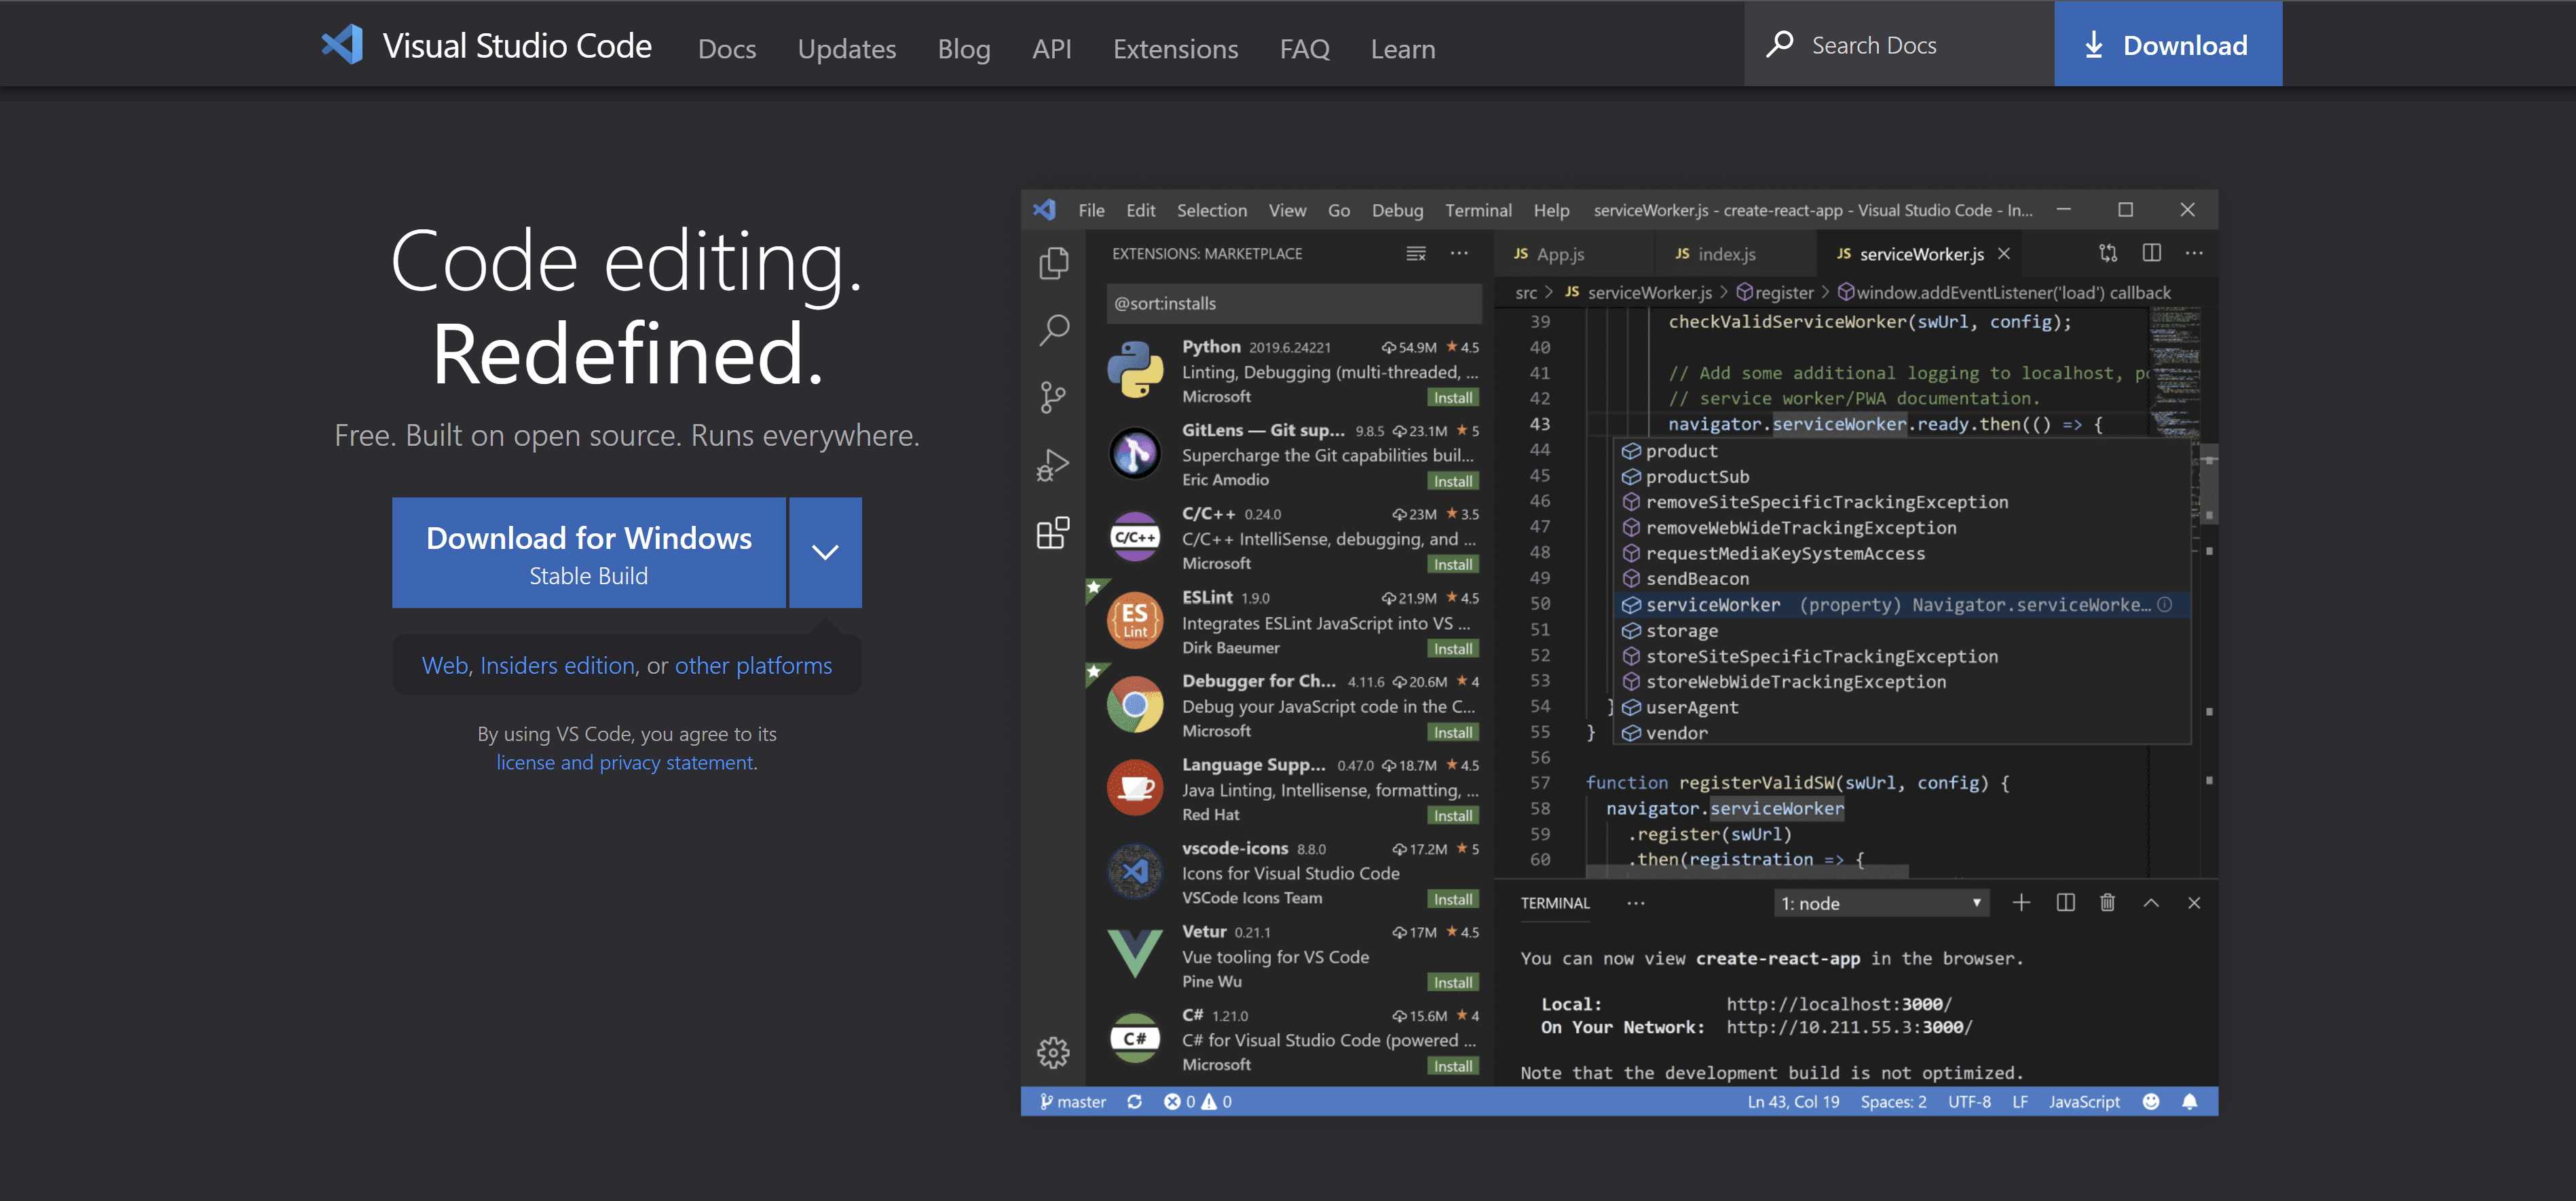 Visual Studio Code
Docs
Updates
Blog
API
Extensions
FAQ
Learn
Search Docs
Download
Code editing.
Redefined.
Free. Built on open source. Runs everywhere.
Download for Windows
Stable Build
Web, Insiders edition, or other platforms
By using VS Code, you agree to its
license and privacy statement.
File Edit Selection View Go Debug Terminal Help serviceWorker.js - create-react-app - Visual Studio Code - In...
EXTENSIONS: MARKETPLACE
@sort:installs
Python 2019.6.24221 54.9M ★ 4.5
Linting, Debugging (multi-threaded, ...
Microsoft Install
GitLens — Git sup... 9.8.5 23.1M ★ 5
Supercharge the Git capabilities buil...
Eric Amodio Install
C/C++
C/C++ 0.24.0 23M ★ 3.5
C/C++ IntelliSense, debugging, and ...
Microsoft Install
ES
Lint
ESLint 1.9.0 21.9M ★ 4.5
Integrates ESLint JavaScript into VS ...
Dirk Baeumer Install
Debugger for Ch... 4.11.6 20.6M ★ 4
Debug your JavaScript code in the C...
Microsoft Install
Language Supp... 0.47.0 18.7M ★ 4.5
Java Linting, Intellisense, formatting, ...
Red Hat Install
vscode-icons 8.8.0 17.2M ★ 5
Icons for Visual Studio Code
VSCode Icons Team Install
Vetur 0.21.1 17M ★ 4.5
Vue tooling for VS Code
Pine Wu Install
C#
C# 1.21.0 15.6M ★ 4
C# for Visual Studio Code (powered ...
Microsoft Install
JS App.js
JS index.js
JS serviceWorker.js
src > JS serviceWorker.js > register > window.addEventListener('load') callback
39 checkValidServiceWorker(swUrl, config);
40
41 // Add some additional logging to localhost,
42 // service worker/PWA documentation.
43 navigator.serviceWorker.ready.then(() => {
44 product
45 productSub
46 removeSiteSpecificTrackingException
47 removeWebWideTrackingException
48 requestMediaKeySystemAccess
49 sendBeacon
50 serviceWorker (property) Navigator.serviceWorke...
51 storage
52 storeSiteSpecificTrackingException
53 storeWebWideTrackingException
54 } userAgent
55 } vendor
56
57 function registerValidSW(swUrl, config) {
58 navigator.serviceWorker
59 .register(swUrl)
60 .then(registration => {
TERMINAL ... 1: node
You can now view create-react-app in the browser.
Local: http://localhost:3000/
On Your Network: http://10.211.55.3:3000/
Note that the development build is not optimized.
master 0 0 Ln 43, Col 19 Spaces: 2 UTF-8 LF JavaScript